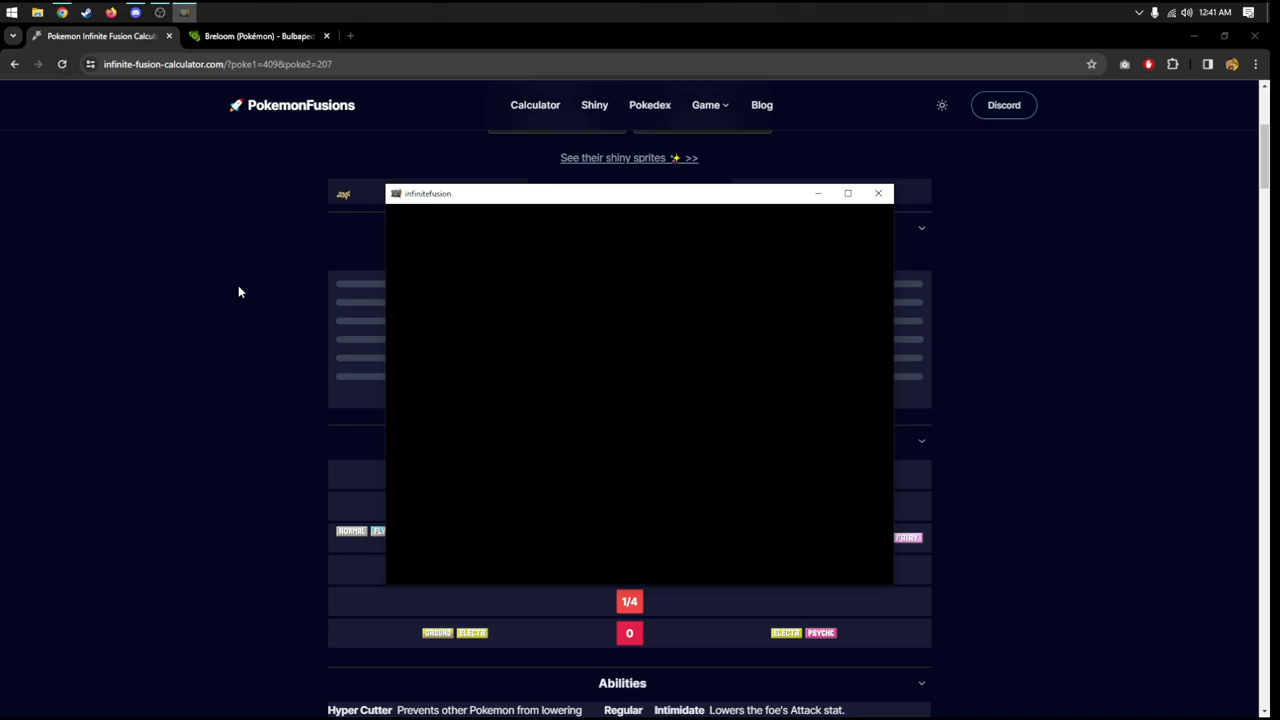 12:41 AM
Pokemon Infinite Fusion Calcul
Breloom (Pokémon) - Bulbaped
infinite-fusion-calculator.com/?poke1=409&poke2=207
🚀 PokemonFusions
Calculator
Shiny
Pokedex
Game
Blog
Discord
See their shiny sprites ✨ >>
infinitefusion
NORMAL FLY
FAIRY
1/4
GROUND ELECTR
0
ELECTR PSYCHC
Abilities
Hyper Cutter Prevents other Pokemon from lowering
Regular
Intimidate Lowers the foe's Attack stat.